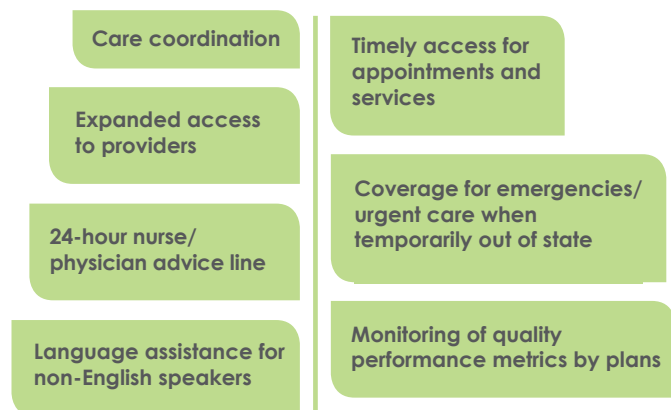 Care coordination
Expanded access
to providers
24-hour nurse/
physician advice line
Language assistance for
non-English speakers
Timely access for
appointments and
services
Coverage for emergencies/
urgent care when
temporarily out of state
Monitoring of quality
performance metrics by plans